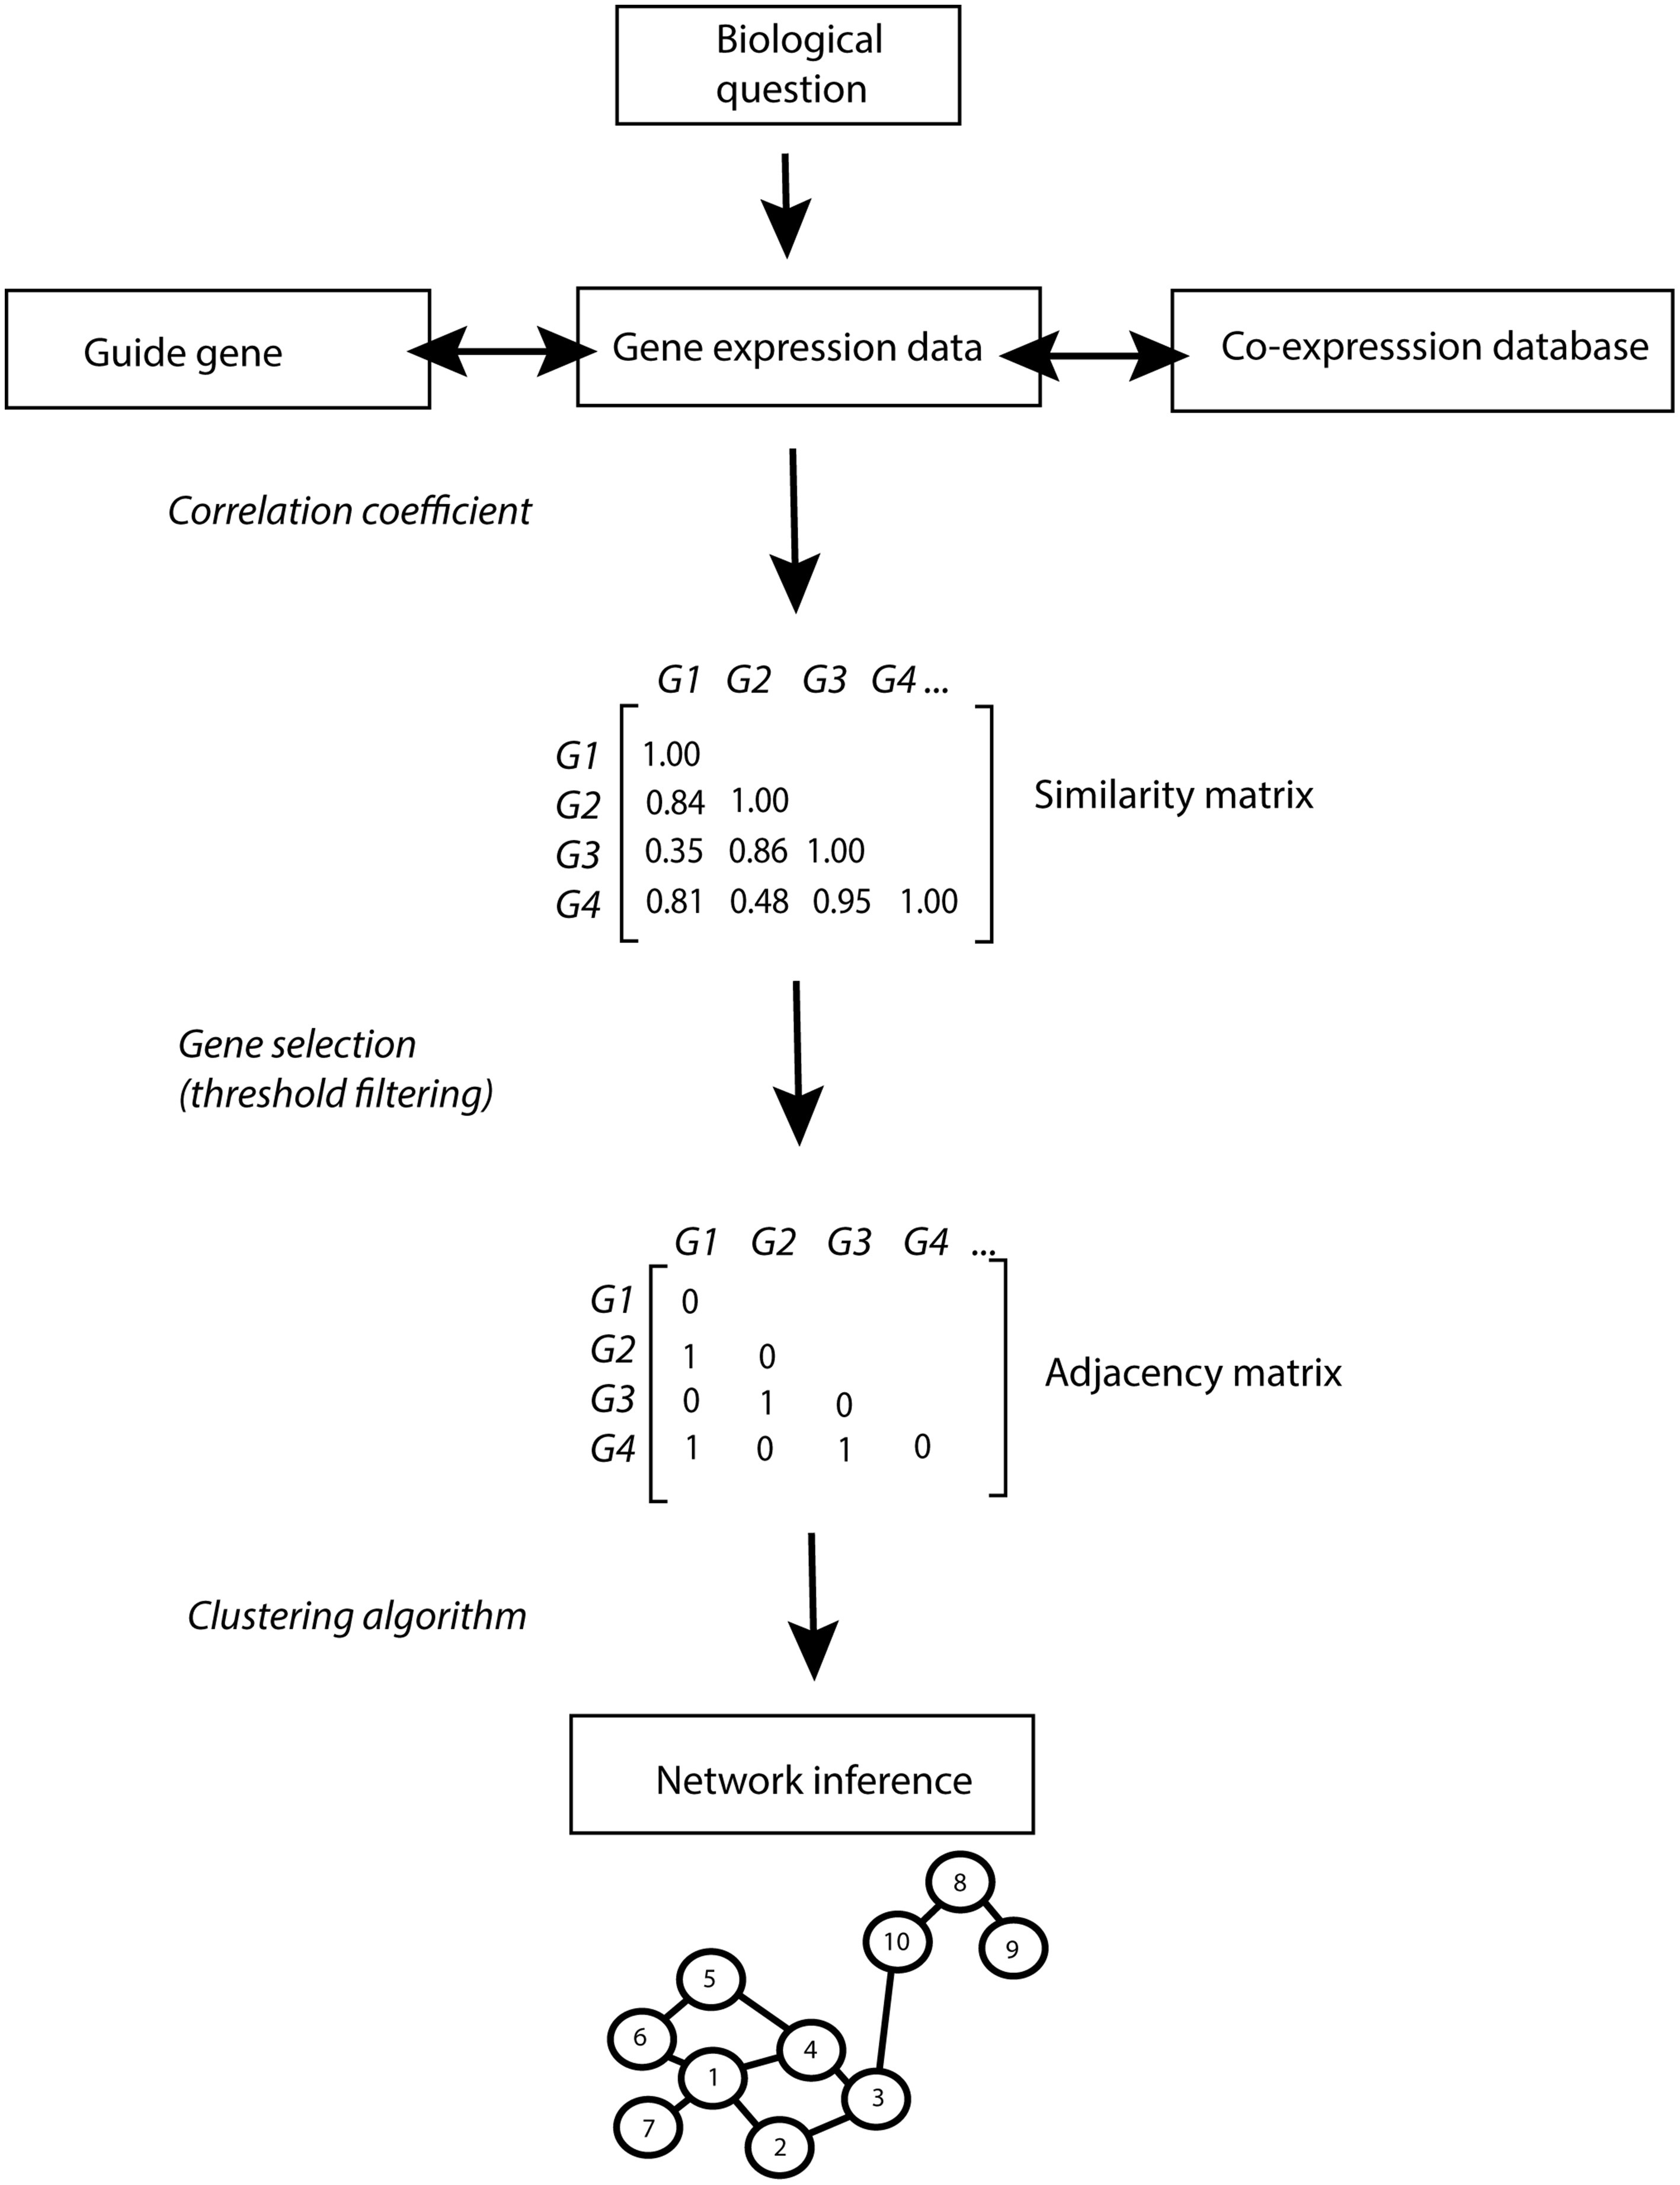 Biological
question
Guide gene
Gene expression data
Co-expresssion database
Correlation coefficient
G1 G2 G3 G4 ...
G1 1.00
G2 0.84 1.00
G3 0.35 0.86 1.00
G4 0.81 0.48 0.95 1.00
Similarity matrix
Gene selection
(threshold filtering)
G1 G2 G3 G4 ...
G1 0
G2 1 0
G3 0 1 0
G4 1 0 1 0
Adjacency matrix
Clustering algorithm
Network inference
8
10
9
5
6
4
1
3
7
2